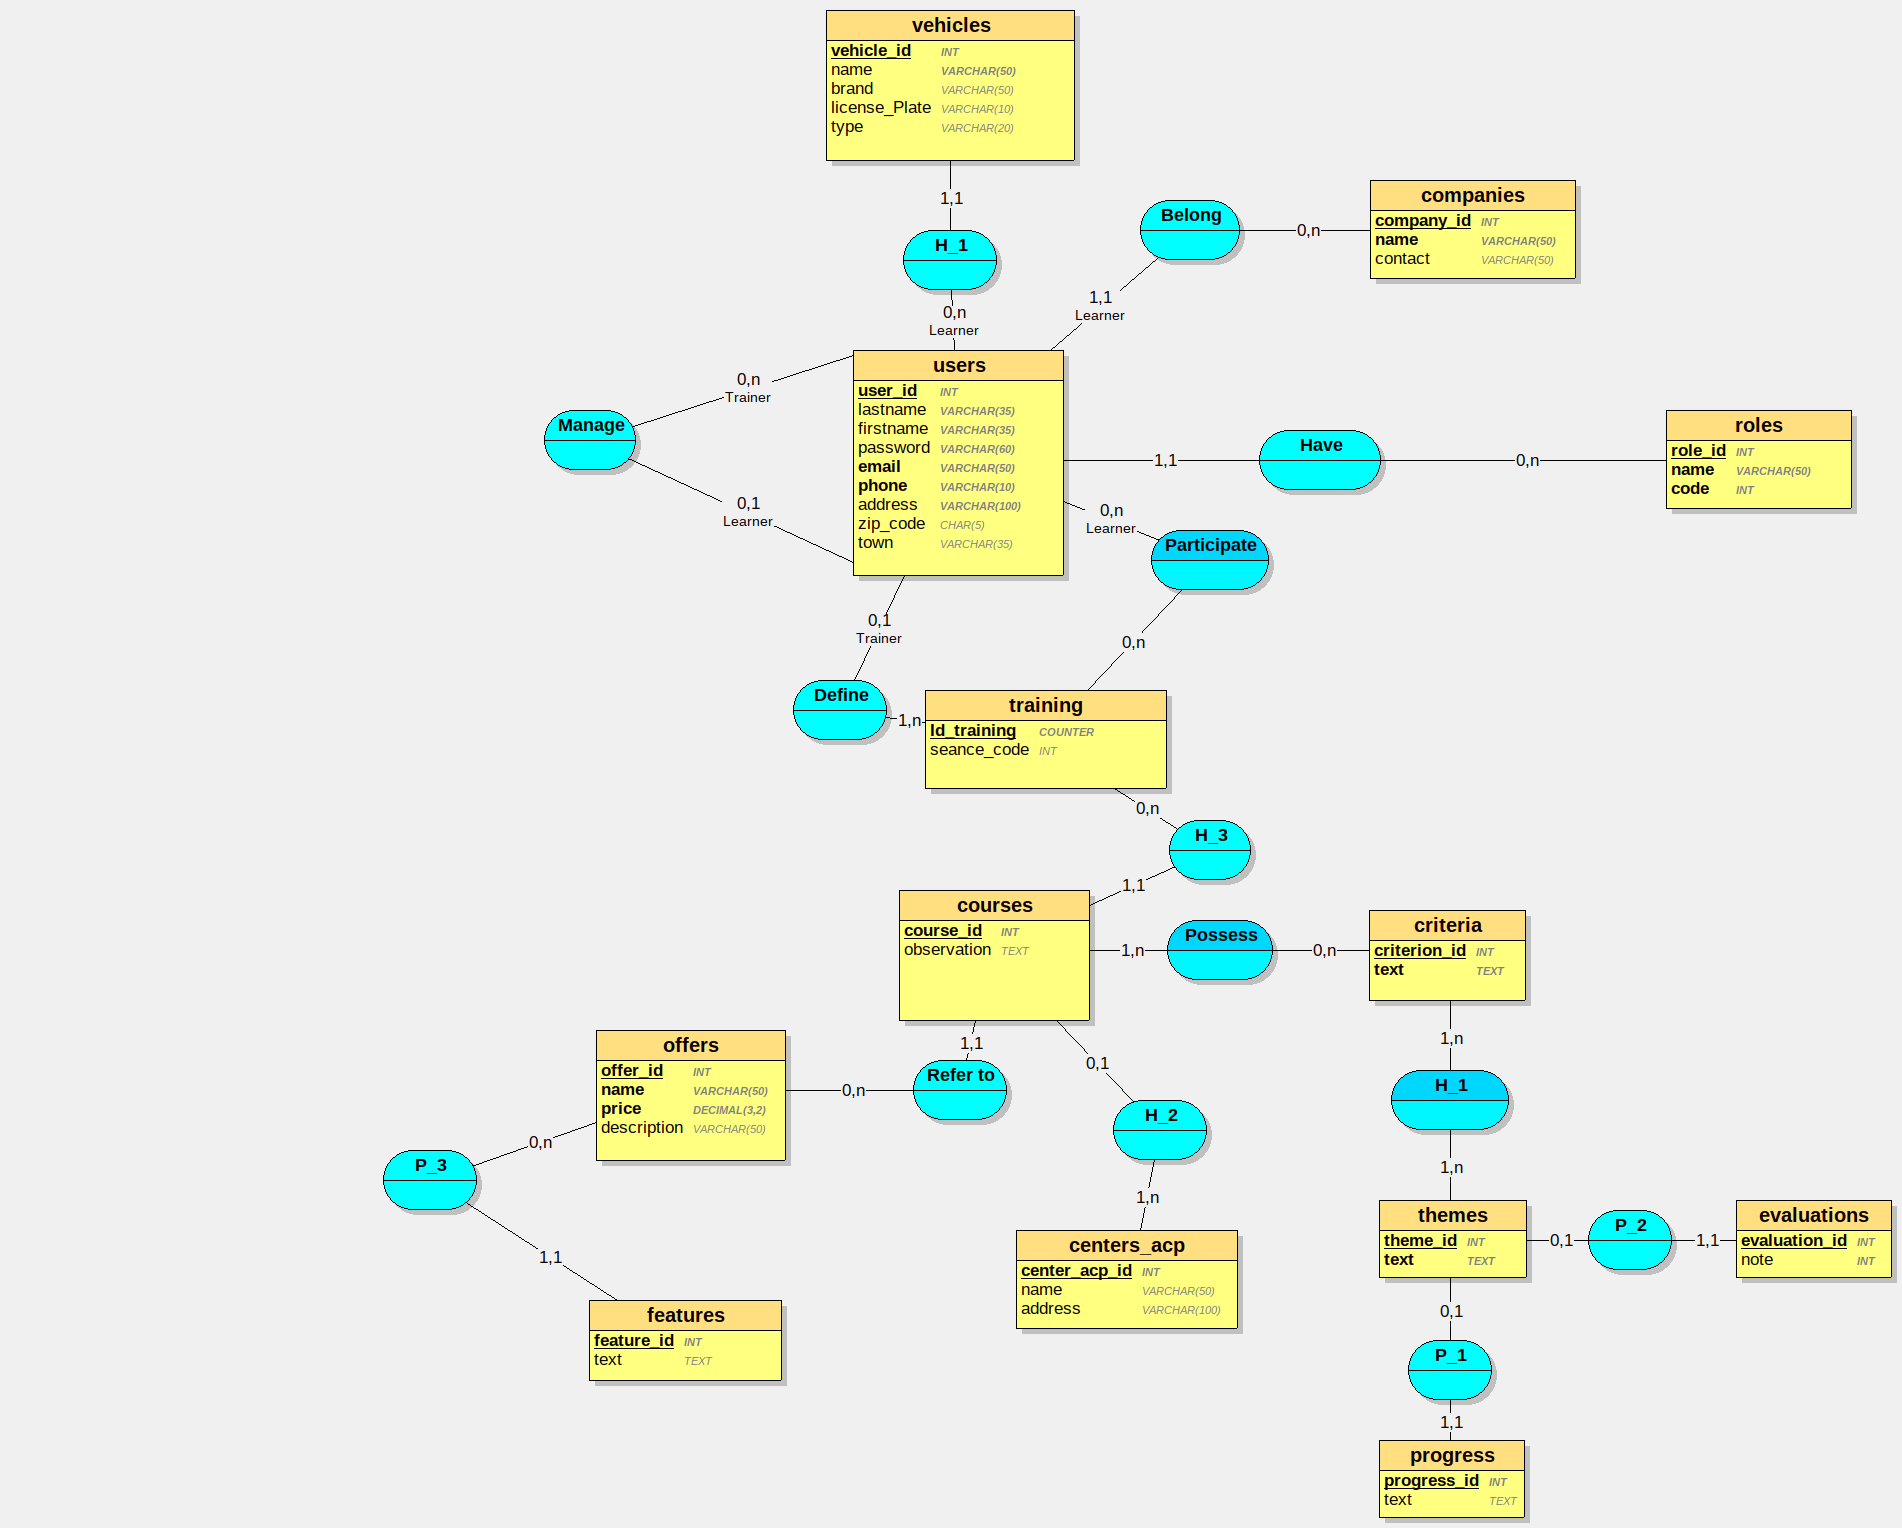 vehicles
vehicle_id INT
name VARCHAR(50)
brand VARCHAR(50)
license_Plate VARCHAR(10)
type VARCHAR(20)
1,1
H_1
0,n
Learner
Belong
0,n
1,1
Learner
companies
company_id INT
name VARCHAR(50)
contact VARCHAR(50)
users
user_id INT
lastname VARCHAR(35)
firstname VARCHAR(35)
password VARCHAR(60)
email VARCHAR(50)
phone VARCHAR(10)
address VARCHAR(100)
zip_code CHAR(5)
town VARCHAR(35)
0,n
Trainer
Manage
0,1
Learner
1,1
Have
0,n
roles
role_id INT
name VARCHAR(50)
code INT
0,n
Learner
Participate
0,n
0,1
Trainer
Define
1,n
training
Id_training COUNTER
seance_code INT
0,n
H_3
1,1
courses
course_id INT
observation TEXT
1,n
Possess
0,n
criteria
criterion_id INT
text TEXT
1,n
H_1
1,n
1,1
Refer to
0,n
offers
offer_id INT
name VARCHAR(50)
price DECIMAL(3,2)
description VARCHAR(50)
0,1
H_2
1,n
0,n
P_3
1,1
features
feature_id INT
text TEXT
centers_acp
center_acp_id INT
name VARCHAR(50)
address VARCHAR(100)
themes
theme_id INT
text TEXT
0,1
P_2
1,1
evaluations
evaluation_id INT
note INT
0,1
P_1
1,1
progress
progress_id INT
text TEXT